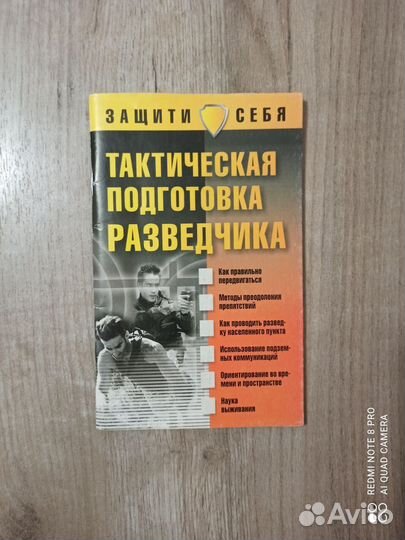 ЗАЩИТИ СЕБЯ
ТАКТИЧЕСКАЯ
ПОДГОТОВКА
РАЗВЕДЧИКА
Как правильно
передвигаться
Методы преодоления
препятствий
Как проводить развед-
ку населенного пункта
Использование подзем-
ных коммуникаций
Ориентирование во вре-
мени и пространстве
Наука
выживания
REDMI NOTE 8 PRO
AI QUAD CAMERA
Avito